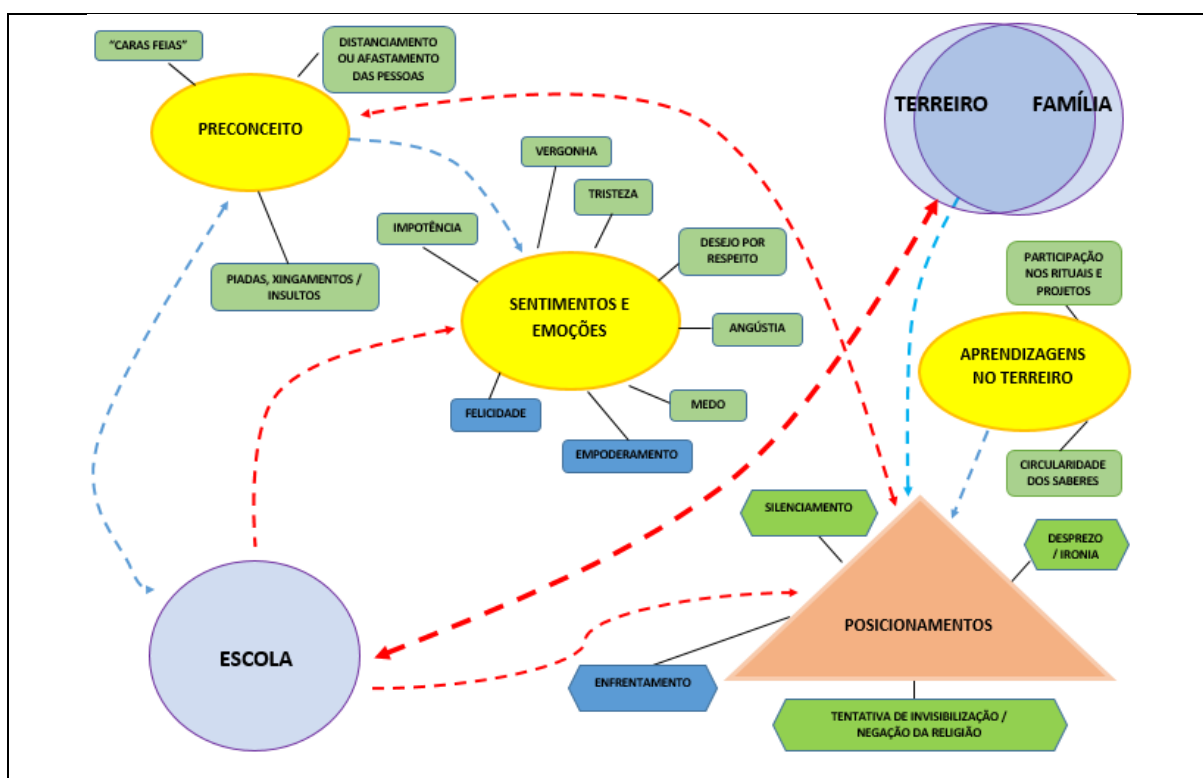 "CARAS FEIAS"
DISTANCIAMENTO
OU AFASTAMENTO
DAS PESSOAS
PRECONCEITO
TERREIRO
FAMÍLIA
VERGONHA
TRISTEZA
IMPOTÊNCIA
DESEJO POR
RESPEITO
PIADAS, XINGAMENTOS /
INSULTOS
SENTIMENTOS E
EMOÇÕES
ANGÚSTIA
PARTICIPAÇÃO
NOS RITUAIS E
PROJETOS
APRENDIZAGENS
NO TERREIRO
FELICIDADE
MEDO
EMPODERAMENTO
CIRCULARIDADE
DOS SABERES
SILENCIAMENTO
DESPREZO
/ IRONIA
POSICIONAMENTOS
ESCOLA
ENFRENTAMENTO
TENTATIVA DE INVISIBILIZAÇÃO /
NEGAÇÃO DA RELIGIÃO